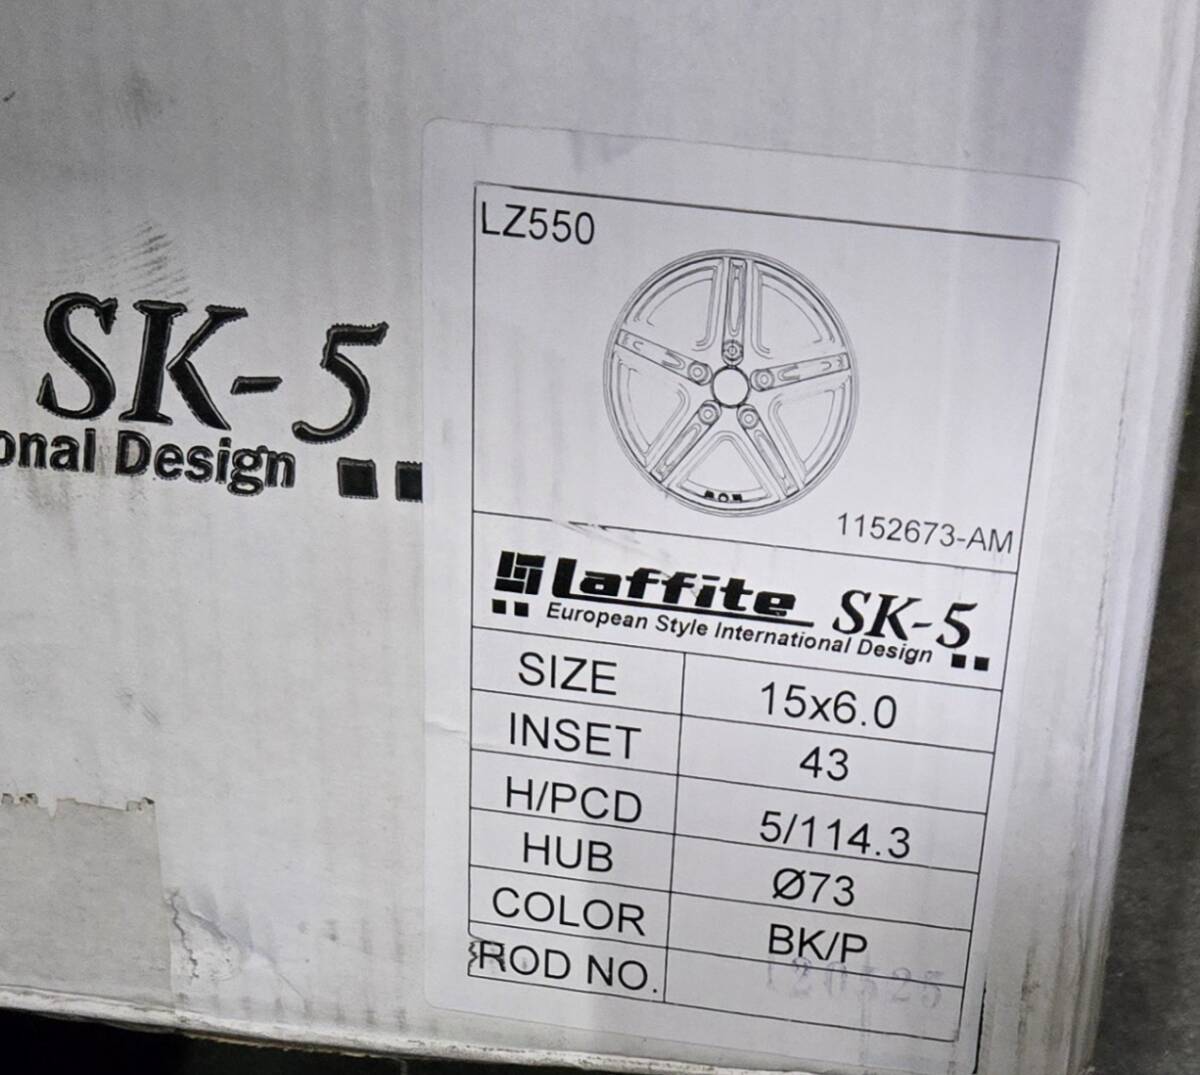 SK-5
onal Design
LZ550
1152673-AM
Laffite SK-5
European Style International Design
SIZE 15x6.0
INSET 43
H/PCD 5/114.3
HUB Ø73
COLOR BK/P
ROD NO.